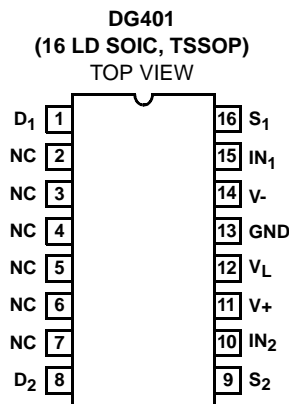 DG401
(16 LD SOIC, TSSOP)
TOP VIEW
D1 1 16 S1
NC 2 15 IN1
NC 3 14 V-
NC 4 13 GND
NC 5 12 VL
NC 6 11 V+
NC 7 10 IN2
D2 8 9 S2